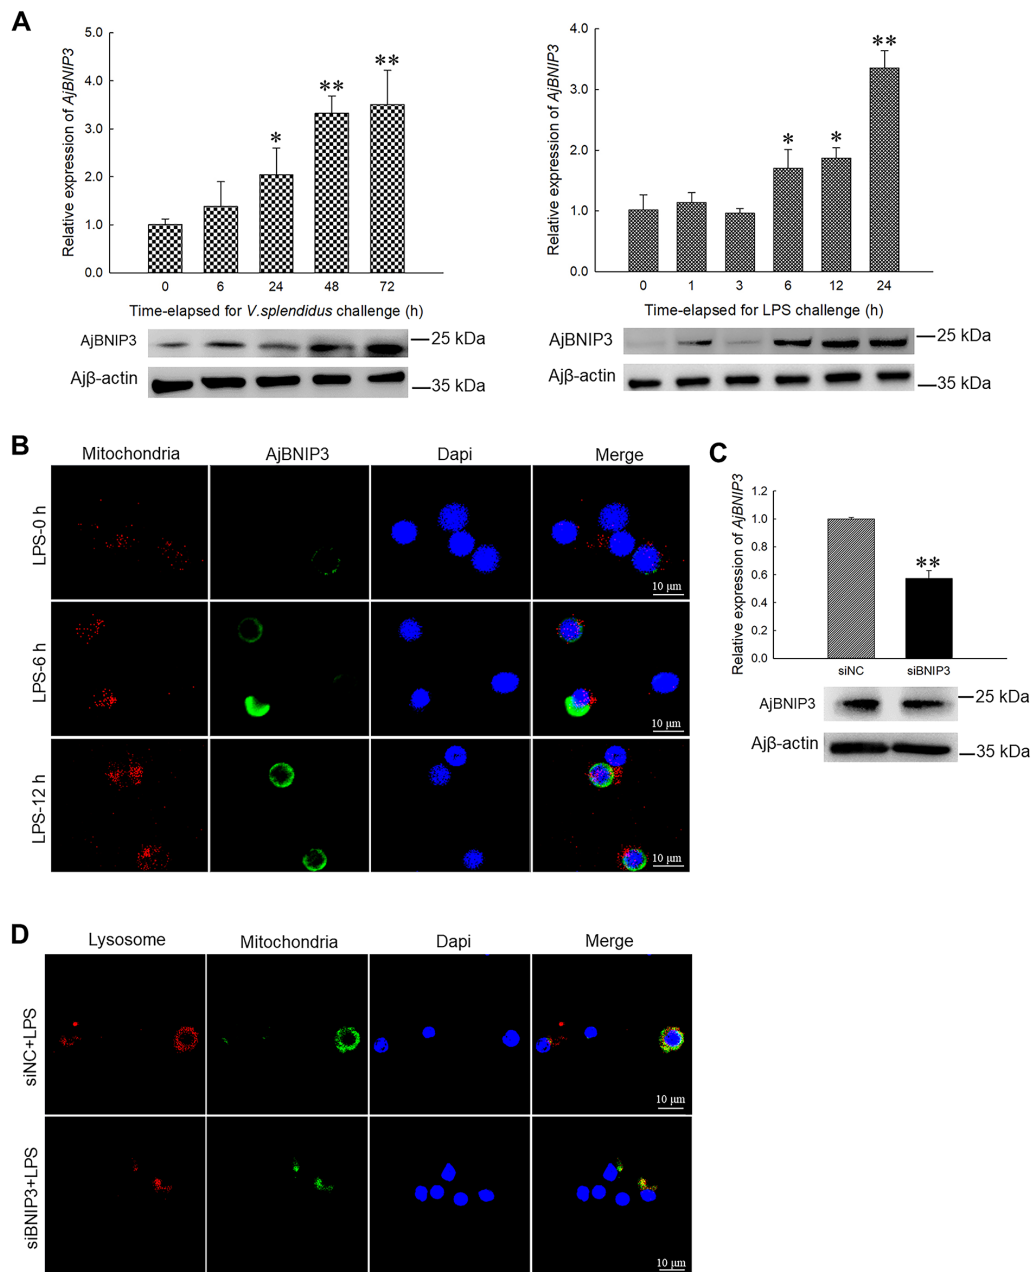 A
Relative expression of AjBNIP3
5.0
4.0
3.0
2.0
1.0
0.0
*
**
**
0 6 24 48 72
Time-elapsed for V.splendidus challenge (h)
AjBNIP3
25 kDa
Ajβ-actin
35 kDa
Relative expression of AjBNIP3
4.0
3.0
2.0
1.0
0.0
*
*
**
0 1 3 6 12 24
Time-elapsed for LPS challenge (h)
AjBNIP3
25 kDa
Ajβ-actin
35 kDa
B
Mitochondria AjBNIP3 Dapi Merge
LPS-0 h
10 μm
LPS-6 h
10 μm
LPS-12 h
10 μm
C
Relative expression of AjBNIP3
1.2
1.0
0.8
0.6
0.4
0.2
0.0
**
siNC siBNIP3
AjBNIP3
25 kDa
Ajβ-actin
35 kDa
D
Lysosome Mitochondria Dapi Merge
siNC+LPS
10 μm
siBNIP3+LPS
10 μm